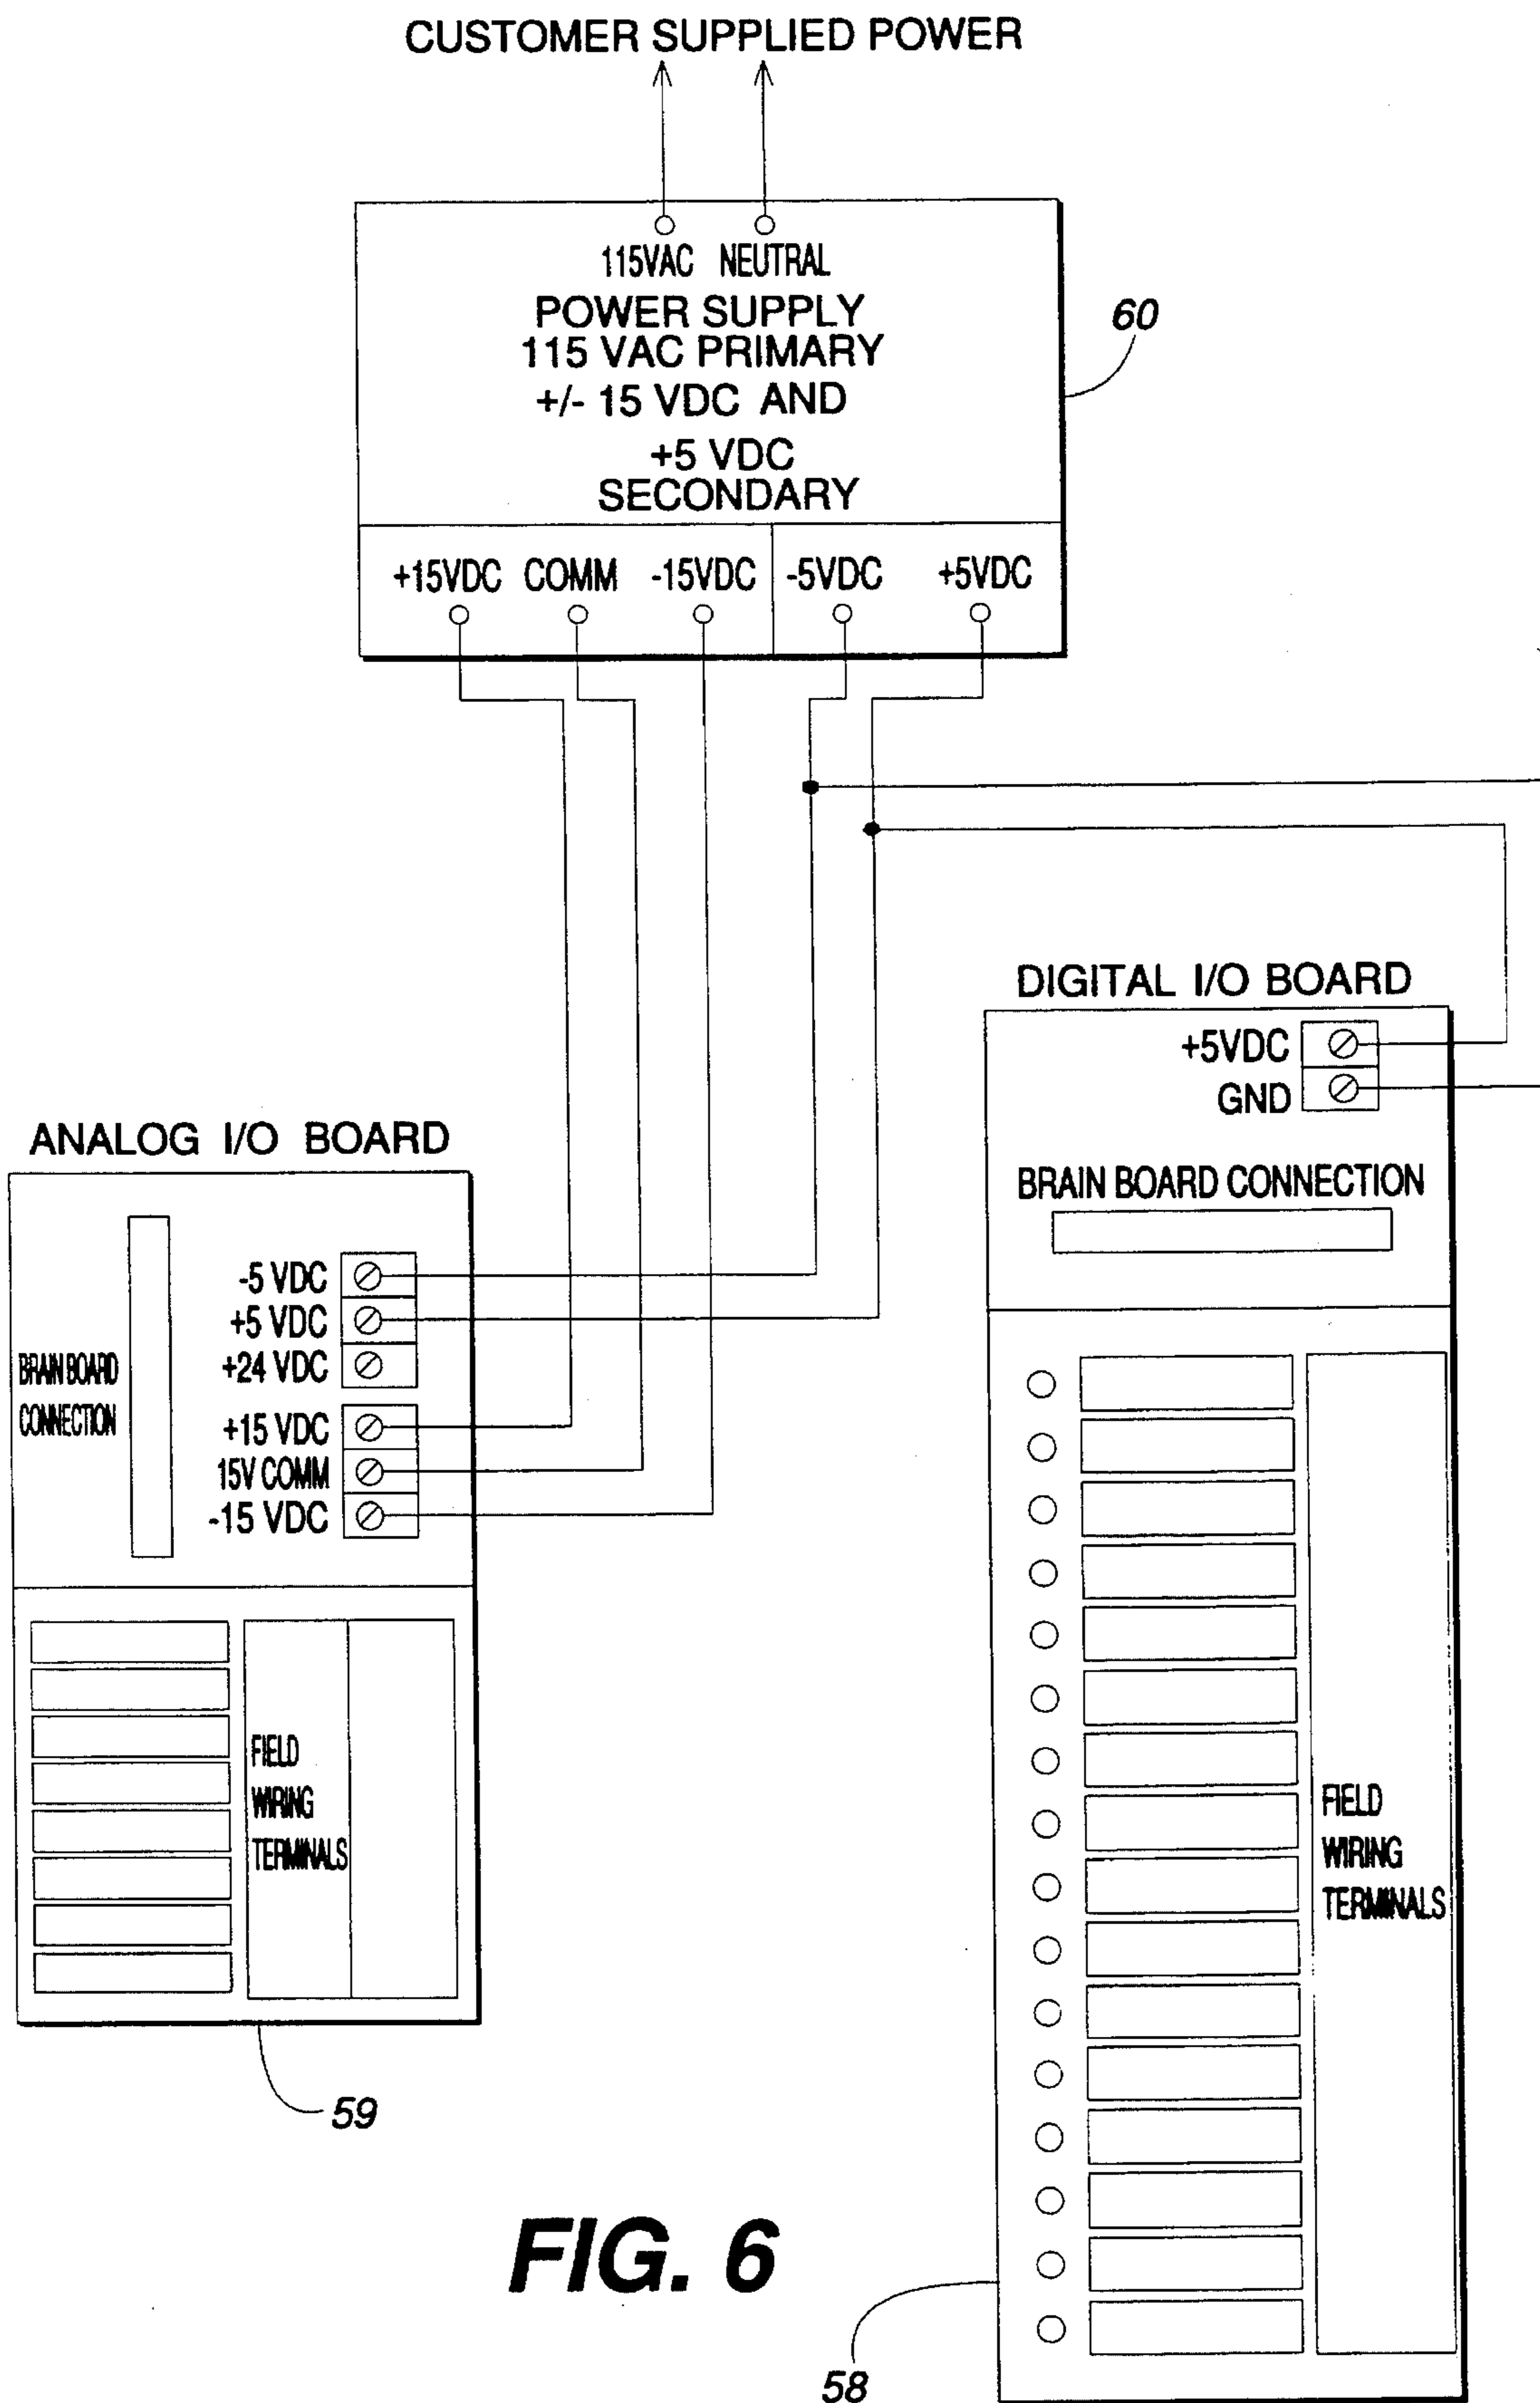 CUSTOMER SUPPLIED POWER
115VAC NEUTRAL
POWER SUPPLY
115 VAC PRIMARY
+/- 15 VDC AND
+5 VDC
SECONDARY
60
+15VDC COMM -15VDC -5VDC +5VDC
DIGITAL I/O BOARD
+5VDC
GND
BRAIN BOARD CONNECTION
FIELD
WIRING
TERMINALS
58
ANALOG I/O BOARD
-5 VDC
+5 VDC
+24 VDC
+15 VDC
15V COMM
-15 VDC
BRAIN BOARD
CONNECTION
FIELD
WIRING
TERMINALS
59
FIG. 6